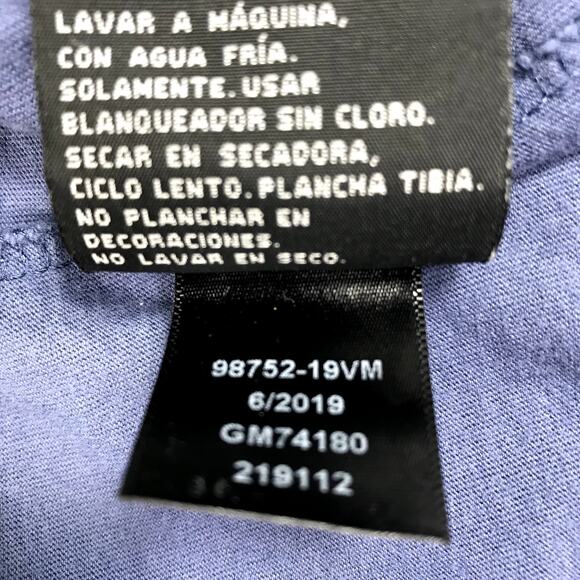 LAVAR A MÁQUINA,
CON AGUA FRÍA.
SOLAMENTE. USAR
BLANQUEADOR SIN CLORO.
SECAR EN SECADORA,
CICLO LENTO. PLANCHA TIBIA.
NO PLANCHAR EN
DECORACIONES.
NO LAVAR EN SECO.
98752-19VM
6/2019
GM74180
219112